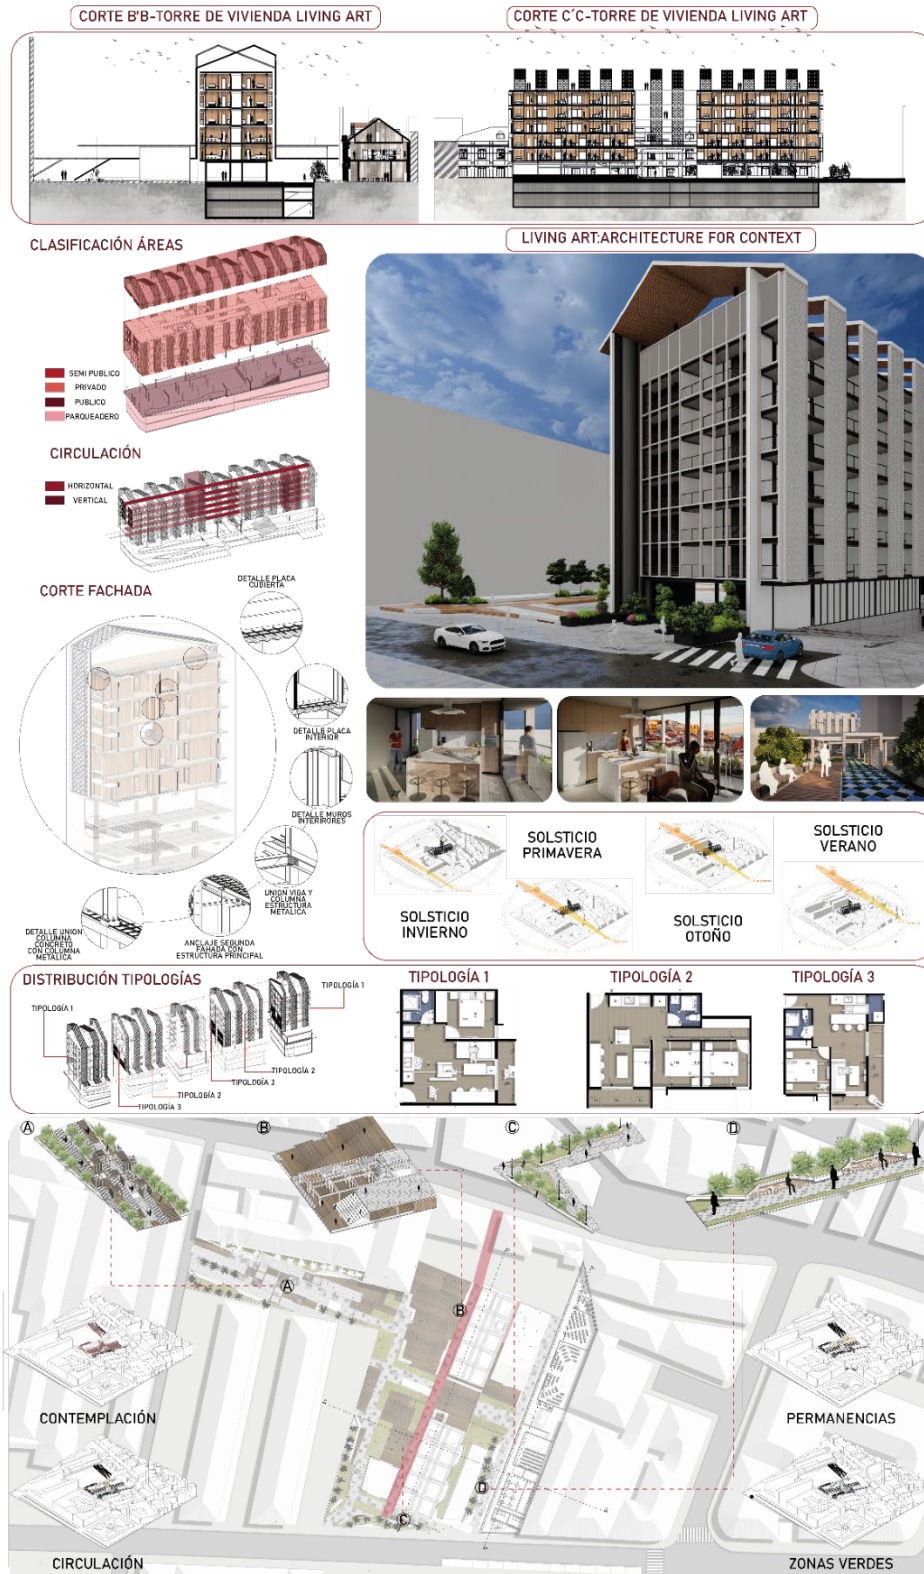 CORTE B'B-TORRE DE VIVIENDA LIVING ART
CORTE C'C-TORRE DE VIVIENDA LIVING ART
CLASIFICACIÓN ÁREAS
SEMI PUBLICO
PRIVADO
PUBLICO
PARQUEADERO
CIRCULACIÓN
HORIZONTAL
VERTICAL
LIVING ART:ARCHITECTURE FOR CONTEXT
CORTE FACHADA
DETALLE PLACA
CUBIERTA
DETALLE PLACA
INTERIOR
DETALLE MUROS
INTERIRORES
UNION VIGA Y
COLUMNA
ESTRUCTURA
METALICA
ANCLAJE SEGUNDA
FAHADA CON
ESTRUCTURA PRINCIPAL
DETALLE UNION
COLUMNA
CONCRETO
CON COLUMNA
METALICA
SOLSTICIO
PRIMAVERA
SOLSTICIO
VERANO
SOLSTICIO
INVIERNO
SOLSTICIO
OTOÑO
DISTRIBUCIÓN TIPOLOGÍAS
TIPOLOGÍA 1
TIPOLOGÍA 1
TIPOLOGÍA 2
TIPOLOGÍA 3
TIPOLOGÍA 2
TIPOLOGÍA 3
TIPOLOGÍA 1
TIPOLOGÍA 2
TIPOLOGÍA 3
A
B
C
D
A
B
C
D
CONTEMPLACIÓN
PERMANENCIAS
CIRCULACIÓN
ZONAS VERDES